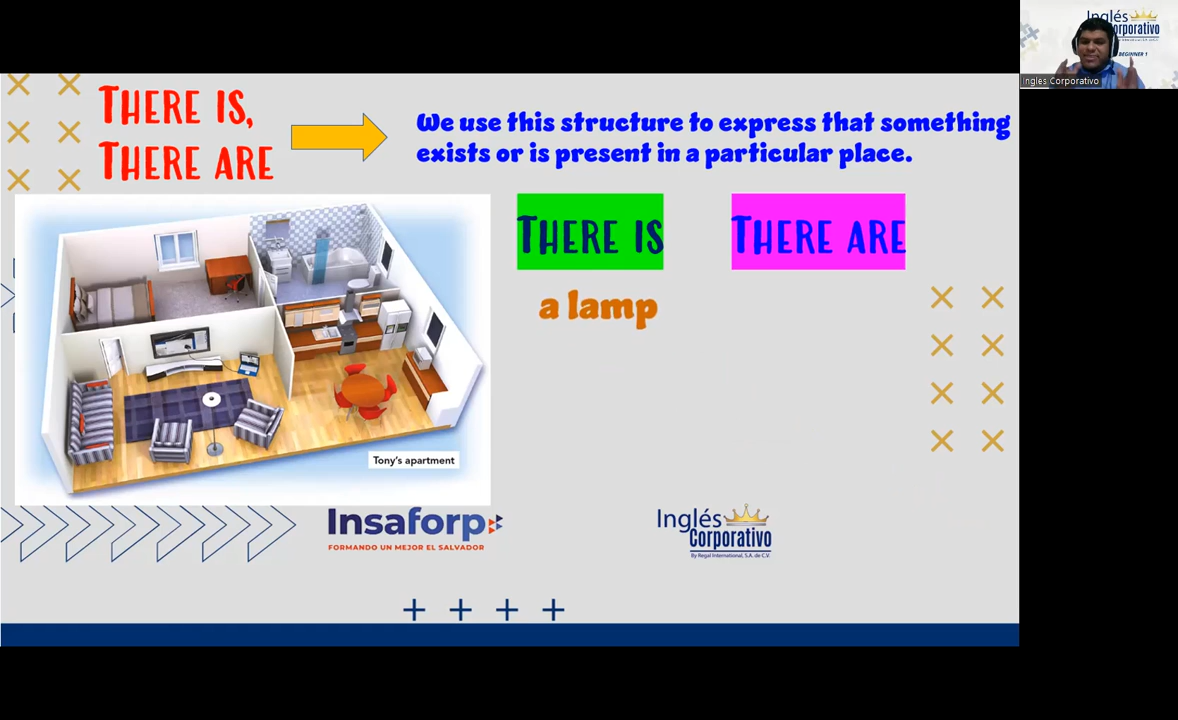 Inglés
Corporativo
BEGINNER 1
Ingles Corporativo
THERE IS,
THERE ARE
We use this structure to express that something
exists or is present in a particular place.
THERE IS
THERE ARE
a lamp
Tony's apartment
Insaforp
FORMANDO UN MEJOR EL SALVADOR
Inglés
Corporativo
By Regal International, S.A. de C.V.